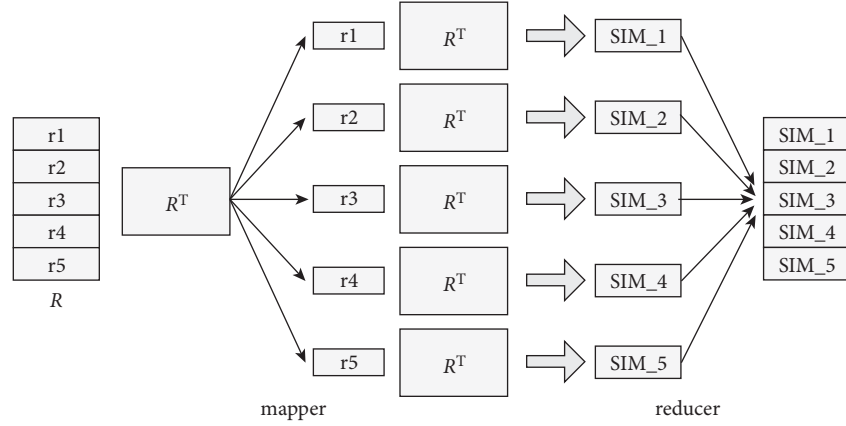 r1
r2
r3
r4
r5
R
R^T
r1
R^T
SIM_1
r2
R^T
SIM_2
r3
R^T
SIM_3
r4
R^T
SIM_4
r5
R^T
SIM_5
mapper
reducer
SIM_1
SIM_2
SIM_3
SIM_4
SIM_5